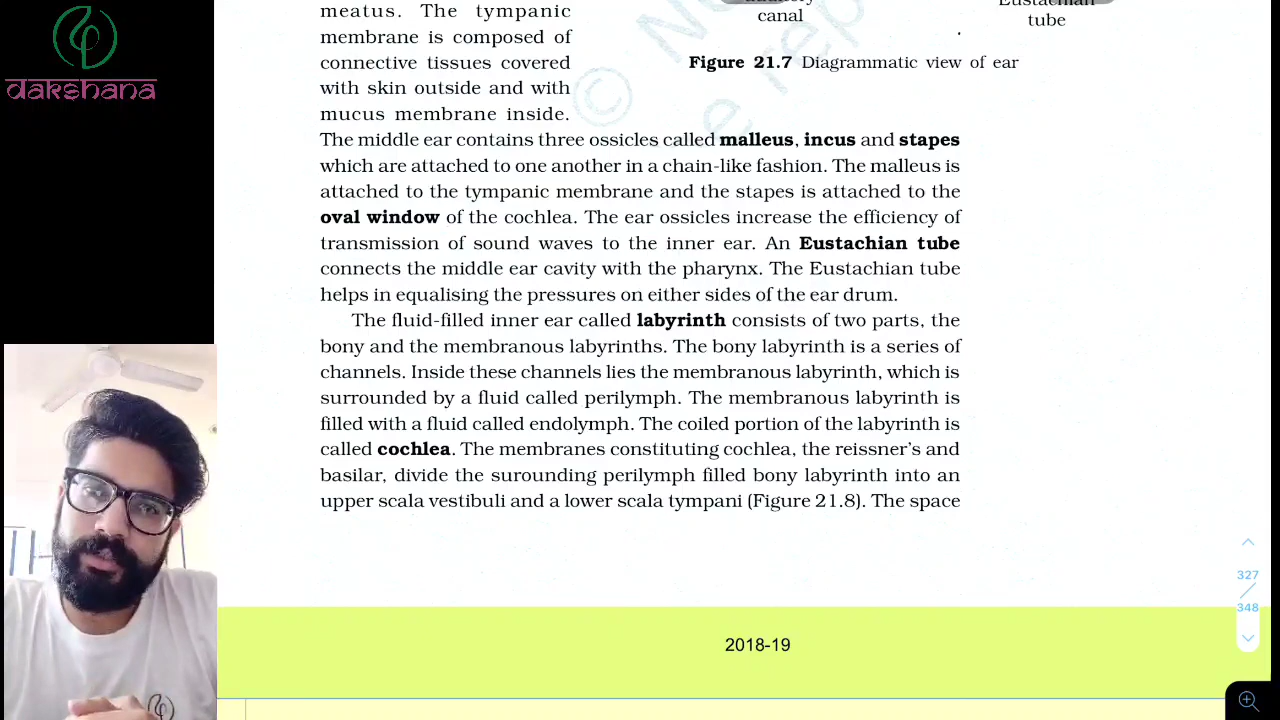 dakshana
meatus. The tympanic
membrane is composed of
connective tissues covered
with skin outside and with
mucus membrane inside.
canal
Eustachian
tube
Figure 21.7 Diagrammatic view of ear
The middle ear contains three ossicles called malleus, incus and stapes
which are attached to one another in a chain-like fashion. The malleus is
attached to the tympanic membrane and the stapes is attached to the
oval window of the cochlea. The ear ossicles increase the efficiency of
transmission of sound waves to the inner ear. An Eustachian tube
connects the middle ear cavity with the pharynx. The Eustachian tube
helps in equalising the pressures on either sides of the ear drum.
The fluid-filled inner ear called labyrinth consists of two parts, the
bony and the membranous labyrinths. The bony labyrinth is a series of
channels. Inside these channels lies the membranous labyrinth, which is
surrounded by a fluid called perilymph. The membranous labyrinth is
filled with a fluid called endolymph. The coiled portion of the labyrinth is
called cochlea. The membranes constituting cochlea, the reissner's and
basilar, divide the surounding perilymph filled bony labyrinth into an
upper scala vestibuli and a lower scala tympani (Figure 21.8). The space
327
348
2018-19